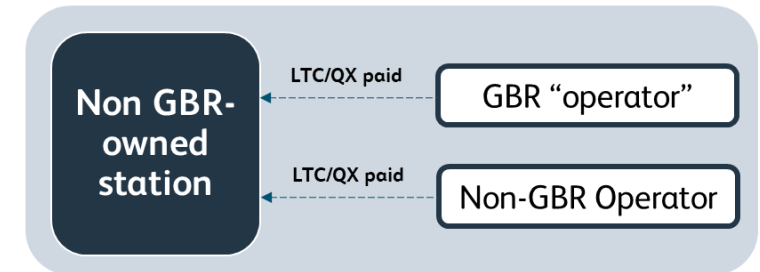 Non GBR-
owned
station
LTC/QX paid
GBR “operator”
LTC/QX paid
Non-GBR Operator